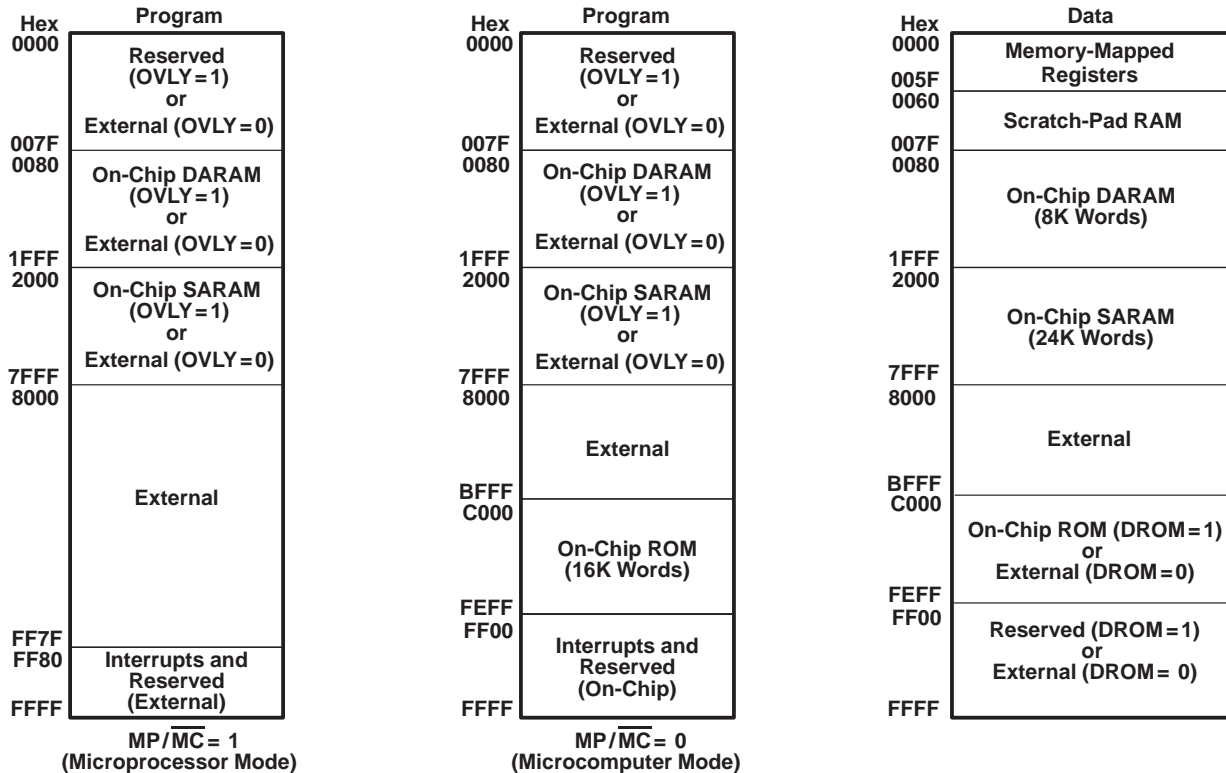 Hex
Program
0000
Reserved
(OVLY=1)
or
External (OVLY=0)
007F
0080
On-Chip DARAM
(OVLY=1)
or
External (OVLY=0)
1FFF
2000
On-Chip SARAM
(OVLY=1)
or
External (OVLY=0)
7FFF
8000
External
FF7F
FF80
Interrupts and
Reserved
(External)
FFFF
MP/MC= 1
(Microprocessor Mode)
Hex
Program
0000
Reserved
(OVLY=1)
or
External (OVLY=0)
007F
0080
On-Chip DARAM
(OVLY=1)
or
External (OVLY=0)
1FFF
2000
On-Chip SARAM
(OVLY=1)
or
External (OVLY=0)
7FFF
8000
External
BFFF
C000
On-Chip ROM
(16K Words)
FEFF
FF00
Interrupts and
Reserved
(On-Chip)
FFFF
MP/MC= 0
(Microcomputer Mode)
Hex
Data
0000
Memory-Mapped
Registers
005F
0060
Scratch-Pad RAM
007F
0080
On-Chip DARAM
(8K Words)
1FFF
2000
On-Chip SARAM
(24K Words)
7FFF
8000
External
BFFF
C000
On-Chip ROM (DROM=1)
or
External (DROM=0)
FEFF
FF00
Reserved (DROM=1)
or
External (DROM= 0)
FFFF